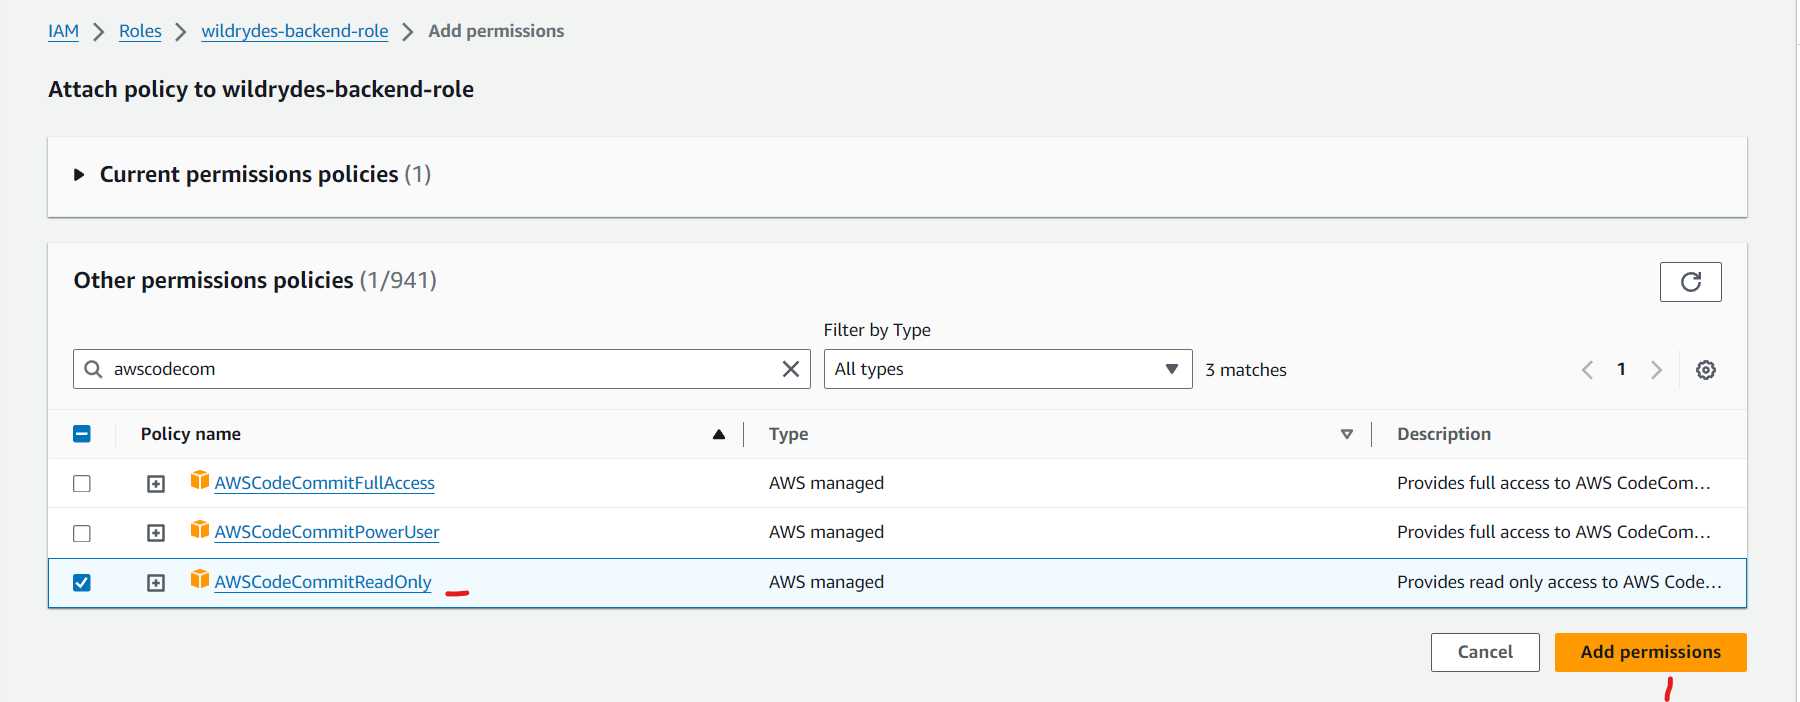 IAM > Roles > wildrydes-backend-role > Add permissions
Attach policy to wildrydes-backend-role
Current permissions policies (1)
Other permissions policies (1/941)
Filter by Type
awscodecom
All types
3 matches
1
Policy name
Type
Description
AWSCodeCommitFullAccess
AWS managed
Provides full access to AWS CodeCom...
AWSCodeCommitPowerUser
AWS managed
Provides full access to AWS CodeCom...
AWSCodeCommitReadOnly
AWS managed
Provides read only access to AWS Code...
Cancel
Add permissions